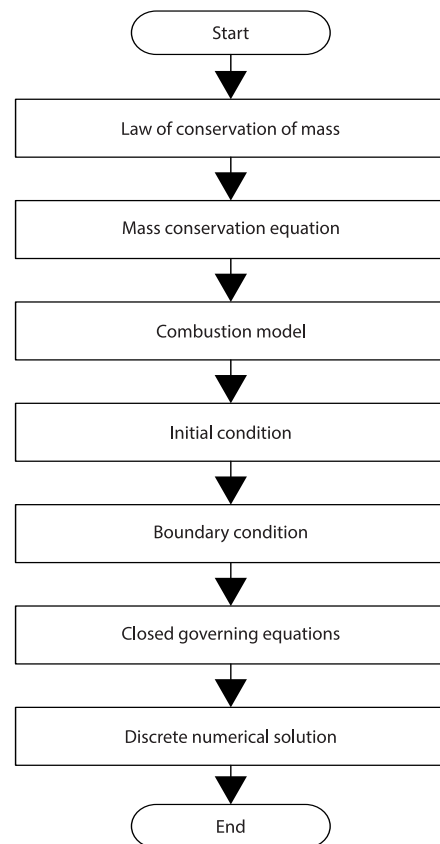 Start
Law of conservation of mass
Mass conservation equation
Combustion model
Initial condition
Boundary condition
Closed governing equations
Discrete numerical solution
End